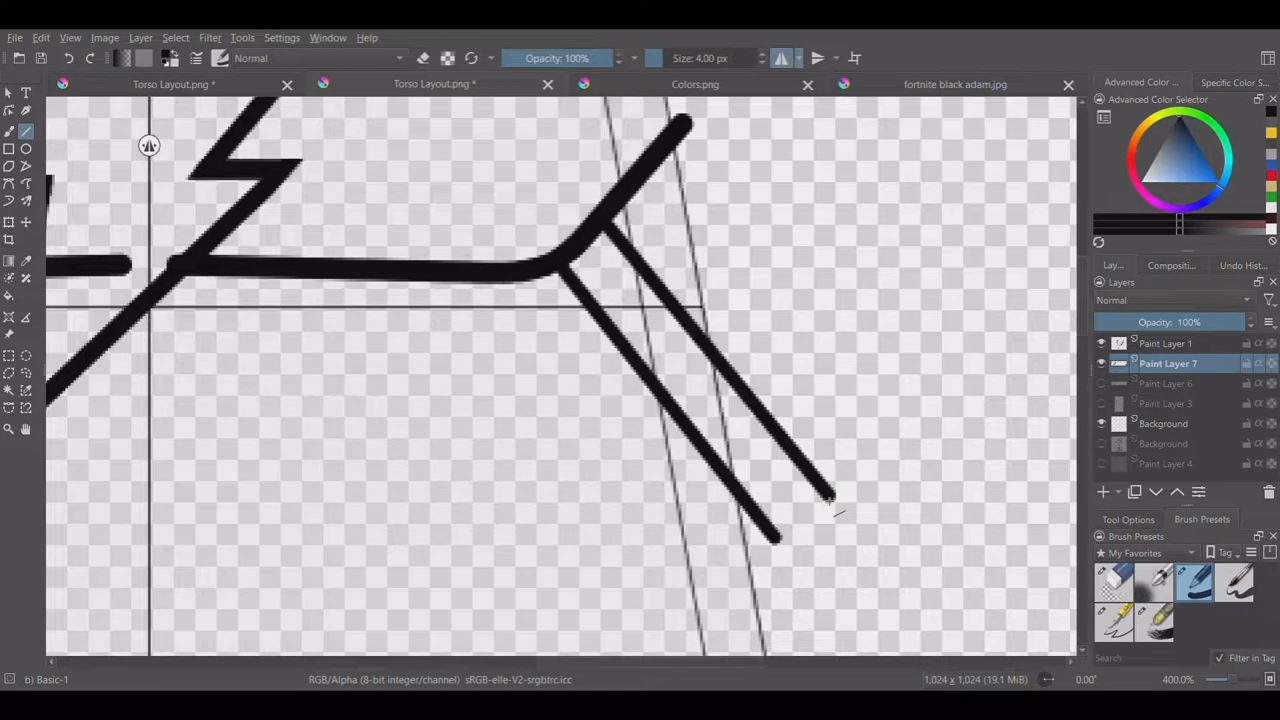 File Edit View Image Layer Select Filter Tools Settings Window Help
Normal Opacity: 100% Size: 4.00 px
Torso Layout.png * Torso Layout.png * Colors.png fortnite black adam.jpg
Advanced Color ... Specific Color S...
Advanced Color Selector
Lay... Compositi... Undo Hist...
Layers
Normal
Opacity: 100%
Paint Layer 1
Paint Layer 7
Paint Layer 6
Paint Layer 3
Background
Background
Paint Layer 4
Tool Options Brush Presets
Brush Presets
My Favorites Tag
Search Filter in Tag
b) Basic-1 RGB/Alpha (8-bit integer/channel) sRGB-elle-V2-srgbtrc.icc 1,024 x 1,024 (19.1 MiB) 0.00° 400.0%